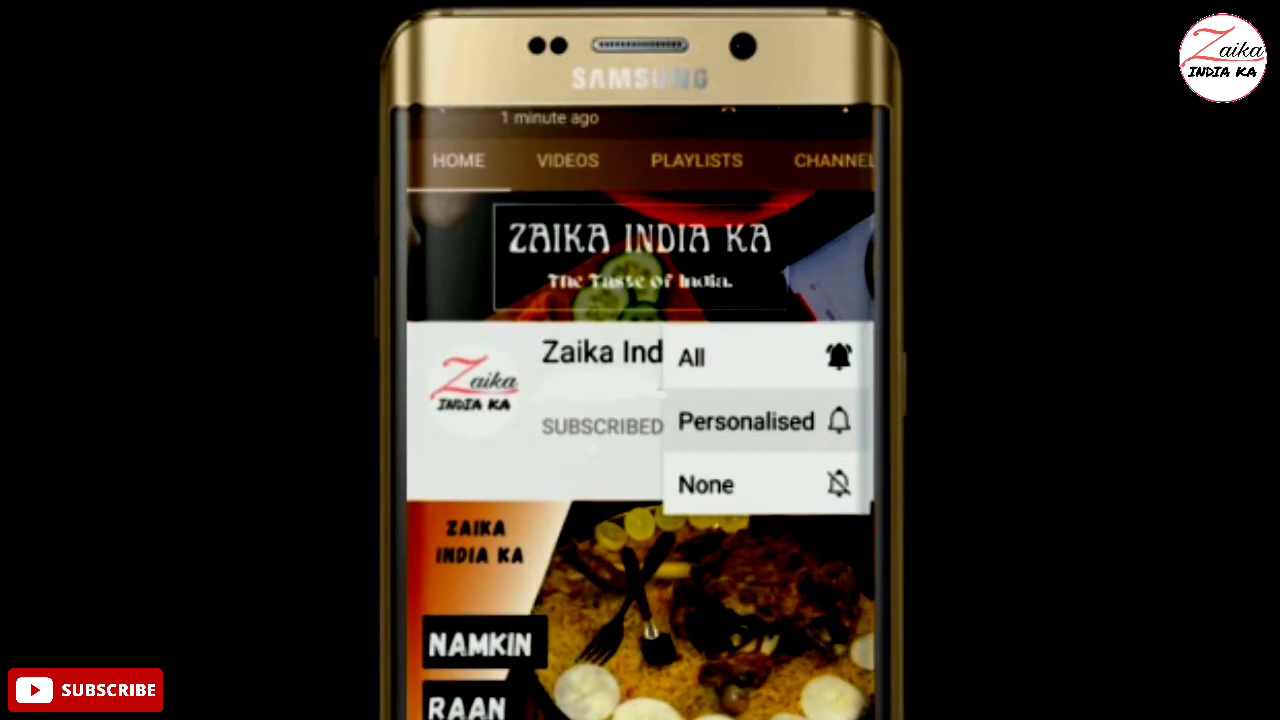 Zaika
INDIA KA
SAMSUNG
1 minute ago
HOME VIDEOS PLAYLISTS CHANNEL
ZAIKA INDIA KA
The Taste of India.
Zaika Ind
Zaika
INDIA KA
SUBSCRIBED
All
Personalised
None
ZAIKA
INDIA KA
NAMKIN
RAAN
SUBSCRIBE